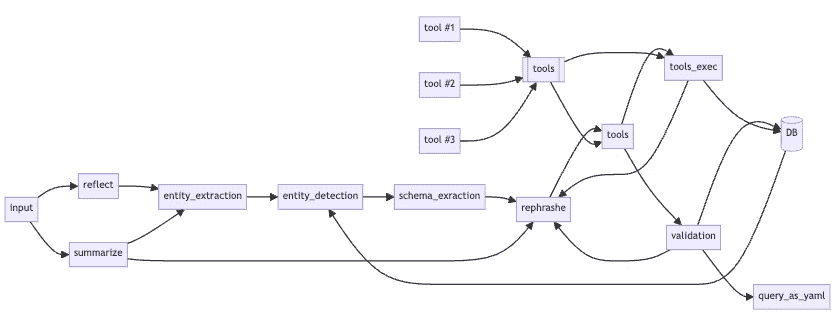 tool #1
tools
tools_exec
tool #2
tool #3
tools
DB
reflect
entity_extraction
entity_detection
schema_exraction
input
rephrashe
summarize
validation
query_as_yaml